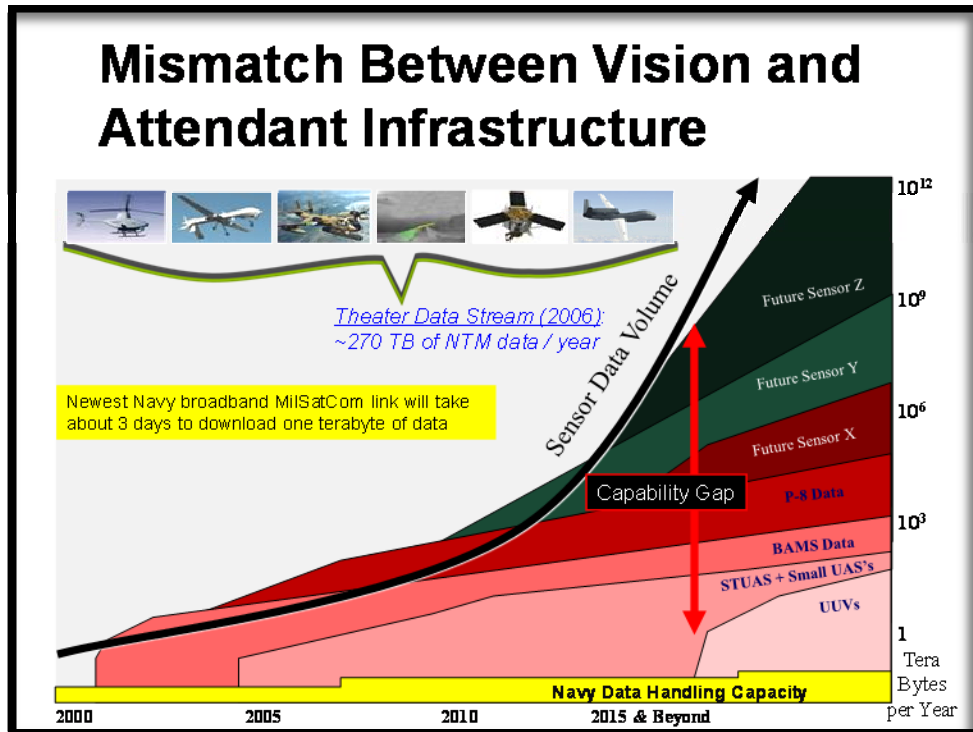 Mismatch Between Vision and
Attendant Infrastructure
Theater Data Stream (2006):
~270 TB of NTM data / year
Newest Navy broadband MilSatCom link will take
about 3 days to download one terabyte of data
Sensor Data Volume
Capability Gap
Future Sensor Z
Future Sensor Y
Future Sensor X
P-8 Data
BAMS Data
STUAS + Small UAS's
UUVs
Navy Data Handling Capacity
10¹²
10⁹
10⁶
10³
1
Tera
Bytes
per Year
2000
2005
2010
2015 & Beyond